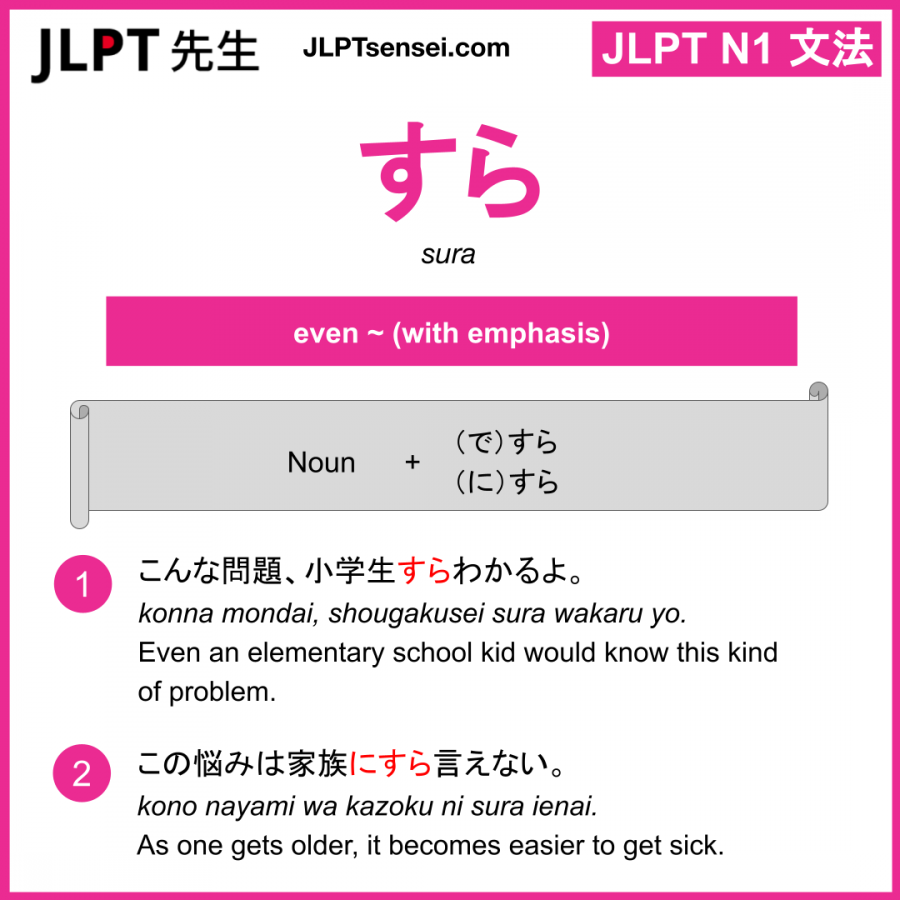 JLPT 先生
JLPTsensei.com
JLPT N1 文法
すら
sura
even ~ (with emphasis)
Noun + （で）すら
（に）すら
1
こんな問題、小学生すらわかるよ。
konna mondai, shougakusei sura wakaru yo.
Even an elementary school kid would know this kind
of problem.
2
この悩みは家族にすら言えない。
kono nayami wa kazoku ni sura ienai.
As one gets older, it becomes easier to get sick.